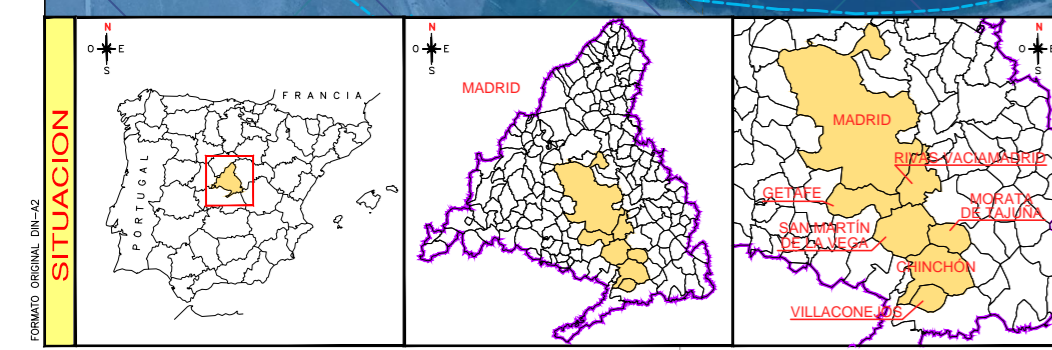 FORMATO ORIGINAL DIN-A2
SITUACION
N
O E
S
FRANCIA
PORTUGAL
N
O E
S
MADRID
N
O E
S
MADRID
RIVAS VACIAMADRID
GETAFE
MORATA
DE TAJUÑA
SAN MARTÍN
DE LA VEGA
CHINCHÓN
VILLACONEJOS